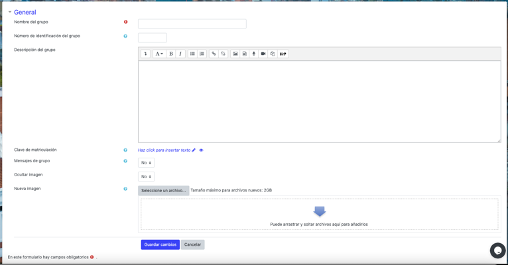 General
Nombre del grupo
Número de identificación del grupo
Descripción del grupo
Clave de matriculación
Haz click para insertar texto
Mensajes de grupo
No
Ocultar imagen
No
Nueva imagen
Seleccione un archivo...
Tamaño máximo para archivos nuevos: 2GB
Puede arrastrar y soltar archivos aquí para añadirlos
Guardar cambios
Cancelar
En este formulario hay campos obligatorios